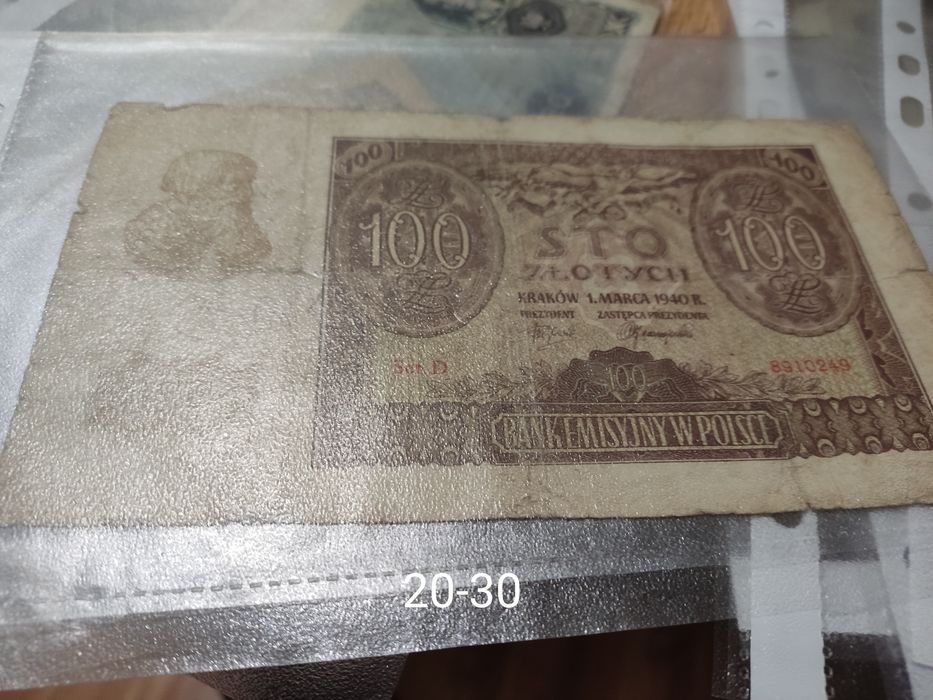 100
100
100
100
STO
ZŁOTYCH
KRAKÓW 1. MARCA 1940 R.
PREZYDENT ZASTĘPCA PREZYDENTA
Ser. D
8910249
100
BANK EMISYJNY W POLSCE
20-30